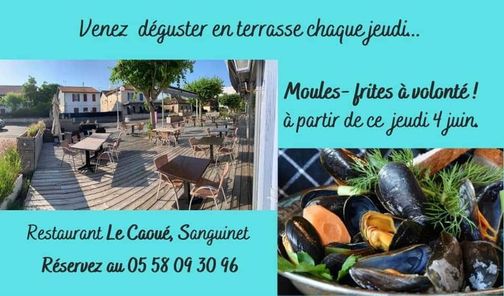 Venez déguster en terrasse chaque jeudi...
Moules- frites à volonté !
à partir de ce jeudi 4 juin.
Restaurant Le Caoué, Sanguinet
Réservez au 05 58 09 30 96